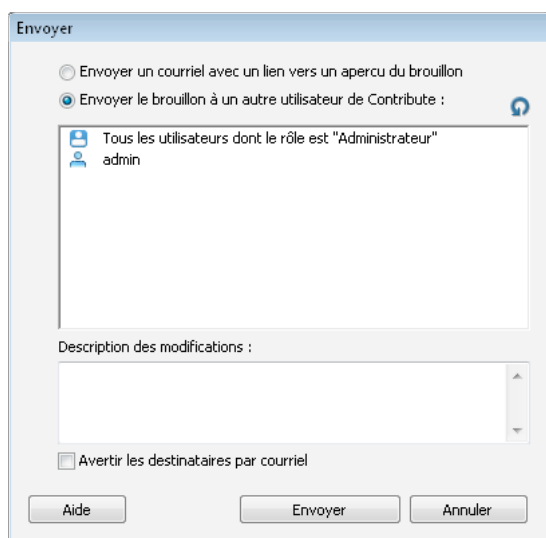 Envoyer
Envoyer un courriel avec un lien vers un apercu du brouillon
Envoyer le brouillon à un autre utilisateur de Contribute :
Tous les utilisateurs dont le rôle est "Administrateur"
admin
Description des modifications :
Avertir les destinataires par courriel
Aide
Envoyer
Annuler